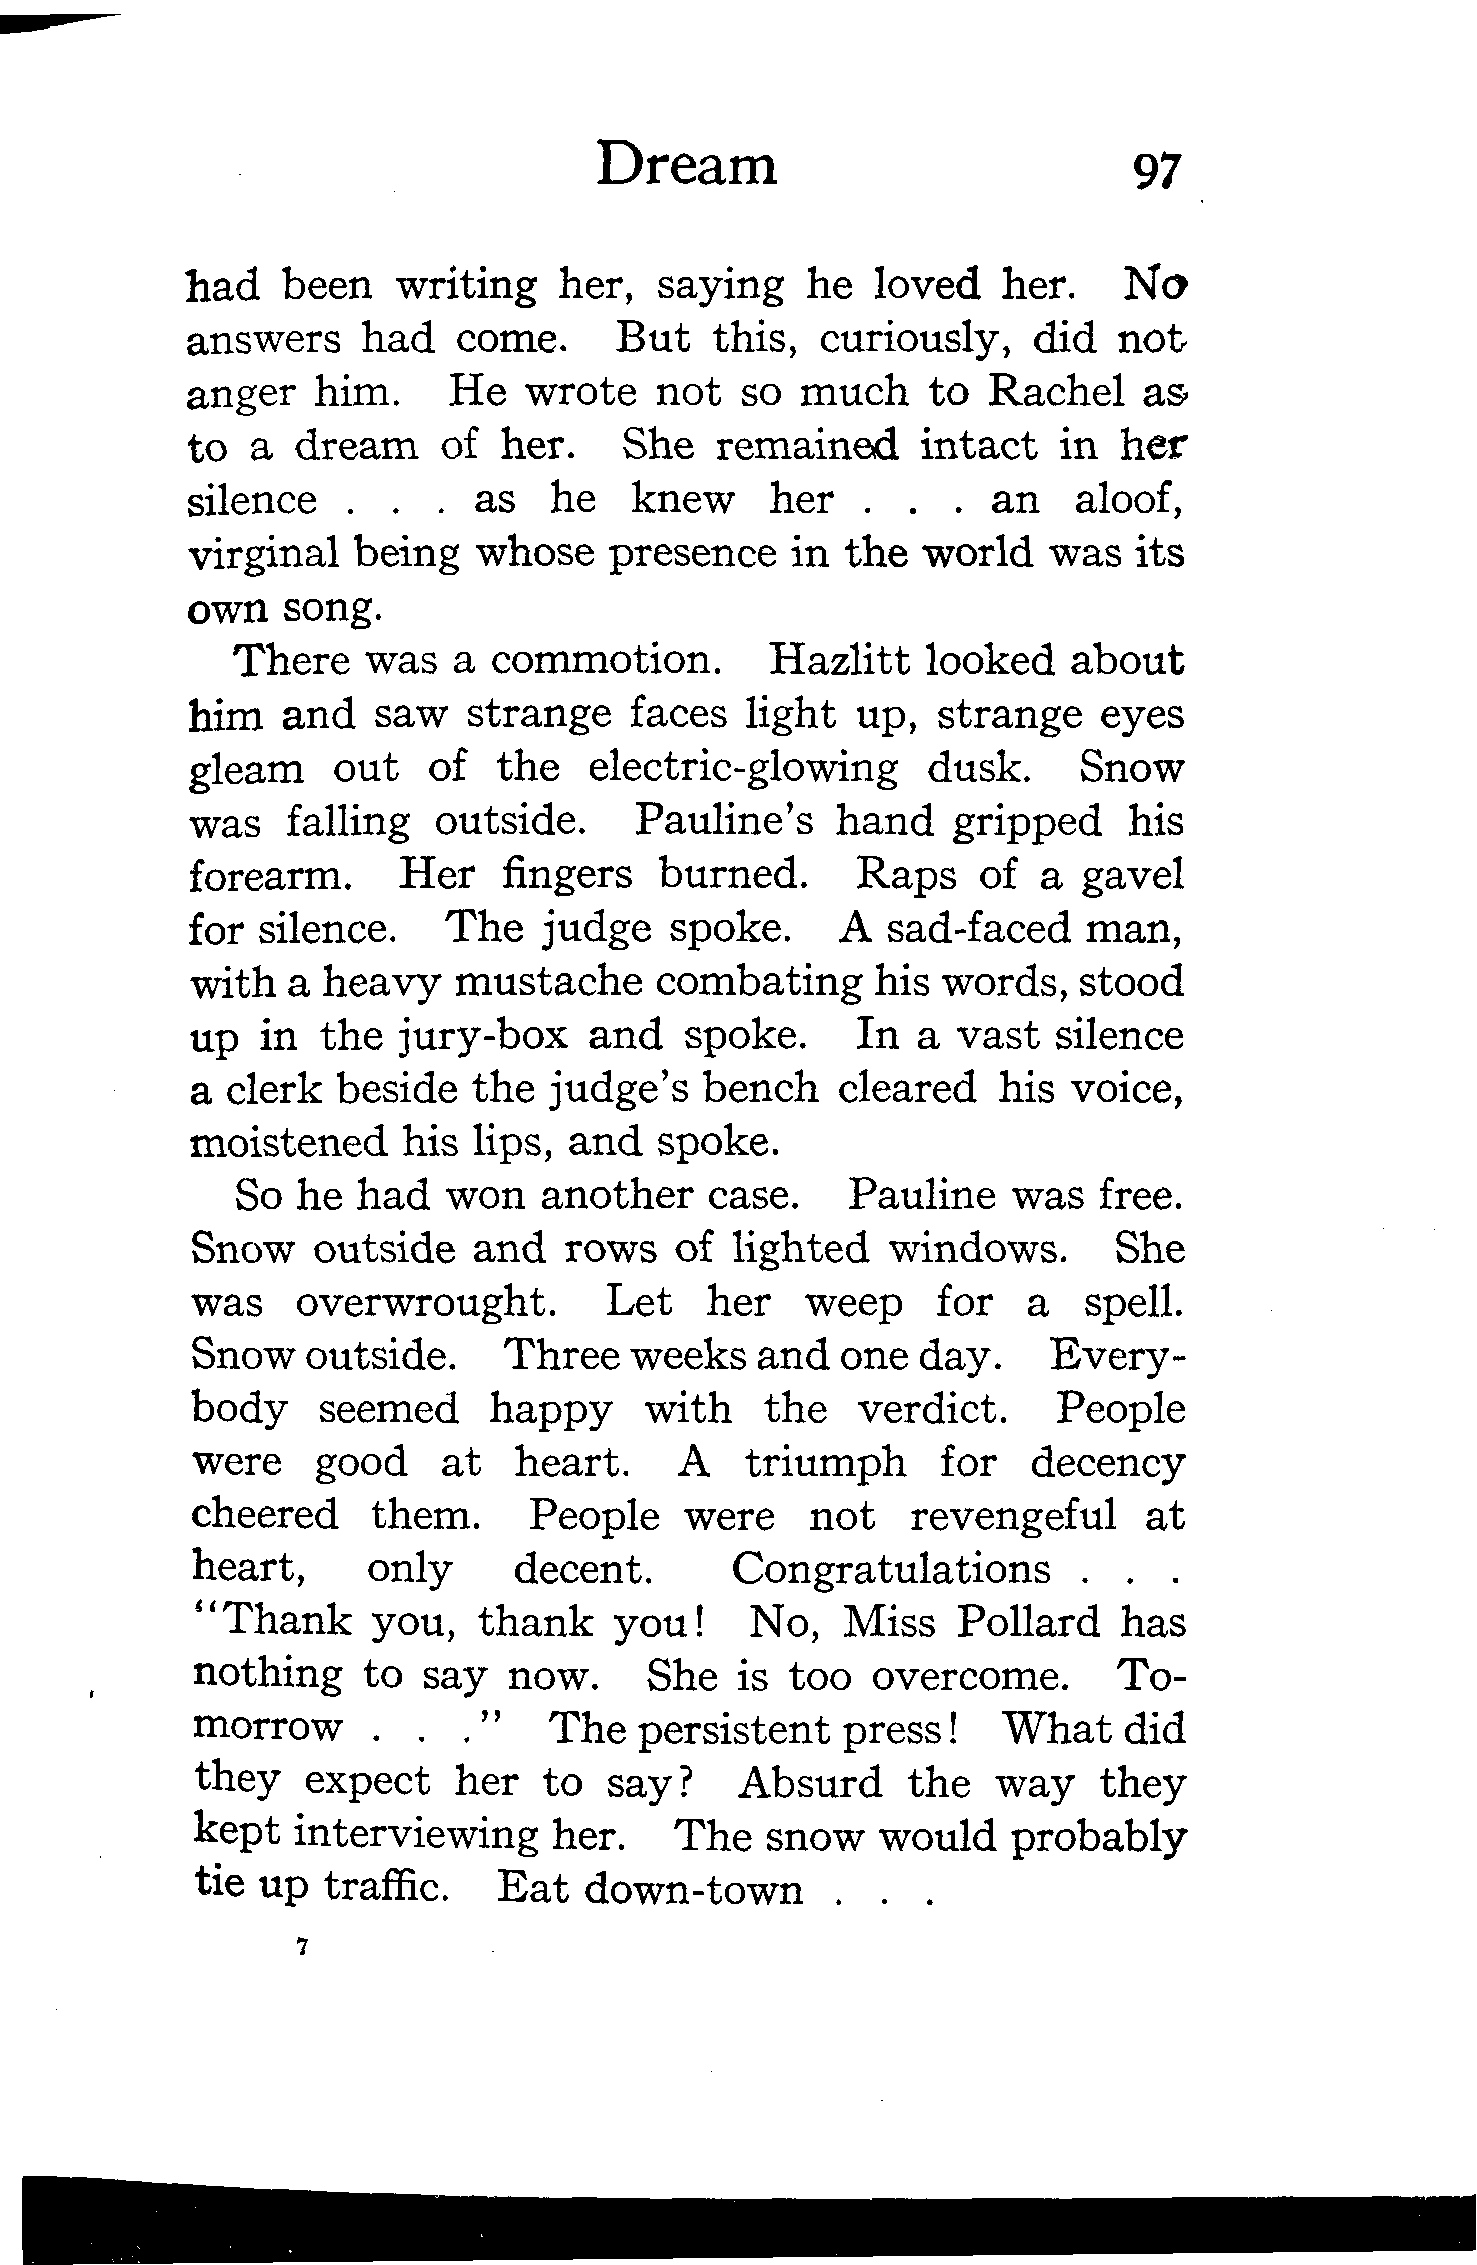 Dream 97
had been writing her, saying he loved her. No
answers had come. But this, curiously, did not
anger him. He wrote not so much to Rachel as
to a dream of her. She remained intact in her
silence . . . as he knew her . . . an aloof,
virginal being whose presence in the world was its
own song.
There was a commotion. Hazlitt looked about
him and saw strange faces light up, strange eyes
gleam out of the electric-glowing dusk. Snow
was falling outside. Pauline's hand gripped his
forearm. Her fingers burned. Raps of a gavel
for silence. The judge spoke. A sad-faced man,
with a heavy mustache combating his words, stood
up in the jury-box and spoke. In a vast silence
a clerk beside the judge's bench cleared his voice,
moistened his lips, and spoke.
So he had won another case. Pauline was free.
Snow outside and rows of lighted windows. She
was overwrought. Let her weep for a spell.
Snow outside. Three weeks and one day. Every-
body seemed happy with the verdict. People
were good at heart. A triumph for decency
cheered them. People were not revengeful at
heart, only decent. Congratulations . . .
“Thank you, thank you! No, Miss Pollard has
nothing to say now. She is too overcome. To-
morrow . . .” The persistent press! What did
they expect her to say? Absurd the way they
kept interviewing her. The snow would probably
tie up traffic. Eat down-town . . .
7